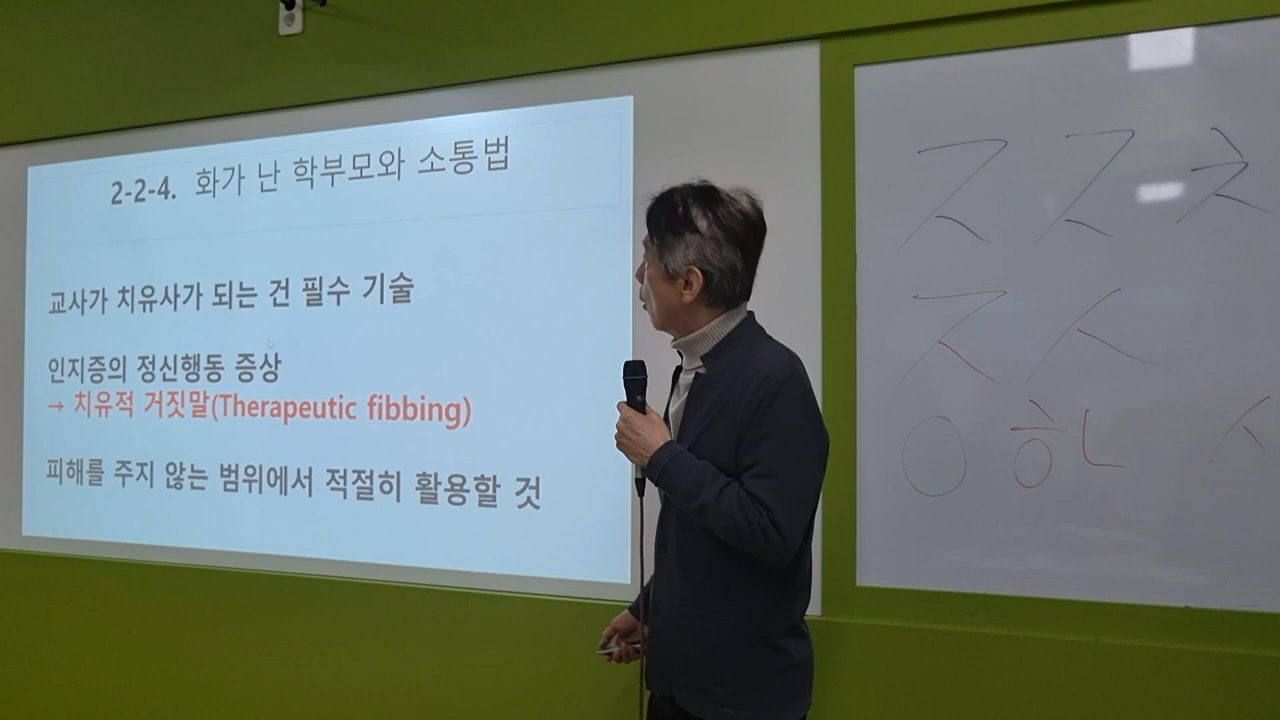 2-2-4. 화가 난 학부모와 소통법
교사가 치유사가 되는 건 필수 기술
인지증의 정신행동 증상
→ 치유적 거짓말(Therapeutic fibbing)
피해를 주지 않는 범위에서 적절히 활용할 것
ㅈ ㅈ ㅊ
ㅈ ㅅ
ㅇ ㅎ ㅅ